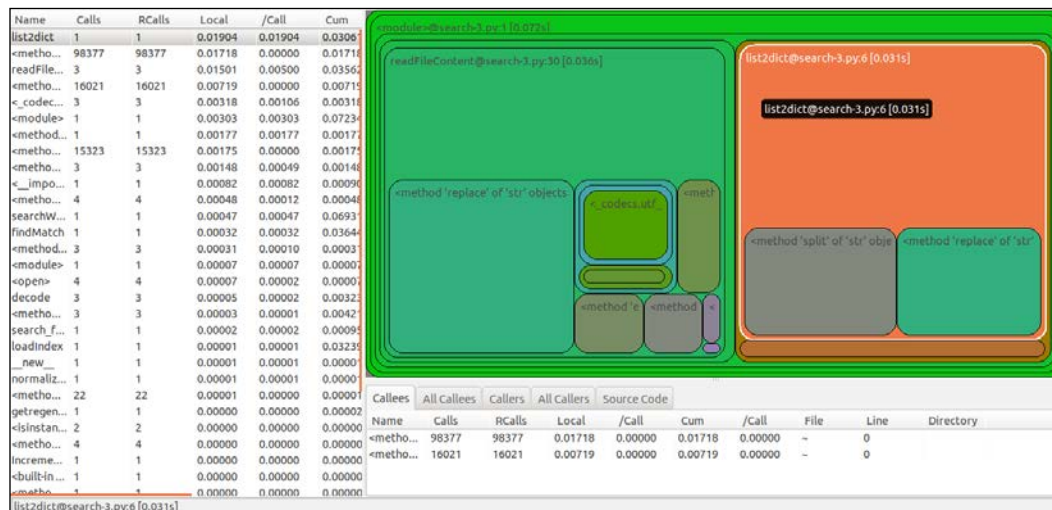 Name Calls RCalls Local /Call Cum
list2dict 1 1 0.01904 0.01904 0.0306
<metho... 98377 98377 0.01718 0.00000 0.01718
readFile... 3 3 0.01501 0.00500 0.03562
<metho... 16021 16021 0.00719 0.00000 0.00719
<_codec... 3 3 0.00318 0.00106 0.00318
<module> 1 1 0.00303 0.00303 0.07234
<method... 1 1 0.00177 0.00177 0.00177
<metho... 15323 15323 0.00175 0.00000 0.00175
<metho... 3 3 0.00148 0.00049 0.00148
<__impo... 1 1 0.00082 0.00082 0.00090
<metho... 4 4 0.00048 0.00012 0.00048
searchW... 1 1 0.00047 0.00047 0.06931
findMatch 1 1 0.00032 0.00032 0.03644
<method... 3 3 0.00031 0.00010 0.00031
<module> 1 1 0.00007 0.00007 0.00007
<open> 4 4 0.00007 0.00002 0.00007
decode 3 3 0.00005 0.00002 0.00323
<metho... 3 3 0.00003 0.00001 0.00421
search_f... 1 1 0.00002 0.00002 0.00095
loadIndex 1 1 0.00001 0.00001 0.03239
__new__ 1 1 0.00001 0.00001 0.00001
normaliz... 1 1 0.00001 0.00001 0.00001
<metho... 22 22 0.00001 0.00000 0.00001
getregen... 1 1 0.00000 0.00000 0.00002
<isinstan... 2 2 0.00000 0.00000 0.00000
<metho... 4 4 0.00000 0.00000 0.00000
Increme... 1 1 0.00000 0.00000 0.00000
<built-in ... 1 1 0.00000 0.00000 0.00000
<metho... 1 1 0.00000 0.00000 0.00000
list2dict@search-3.py:6 [0.031s]
<module>@search-3.py:1 [0.072s]
readFileContent@search-3.py:30 [0.036s]
list2dict@search-3.py:6 [0.031s]
list2dict@search-3.py:6 [0.031s]
<method 'replace' of 'str' objects
<_codecs.utf_
<meth
<method 'e
<method
<
<method 'split' of 'str' obje
<method 'replace' of 'str'
Callees All Callees Callers All Callers Source Code
Name Calls RCalls Local /Call Cum /Call File Line Directory
<metho... 98377 98377 0.01718 0.00000 0.01718 0.00000 ~ 0
<metho... 16021 16021 0.00719 0.00000 0.00719 0.00000 ~ 0